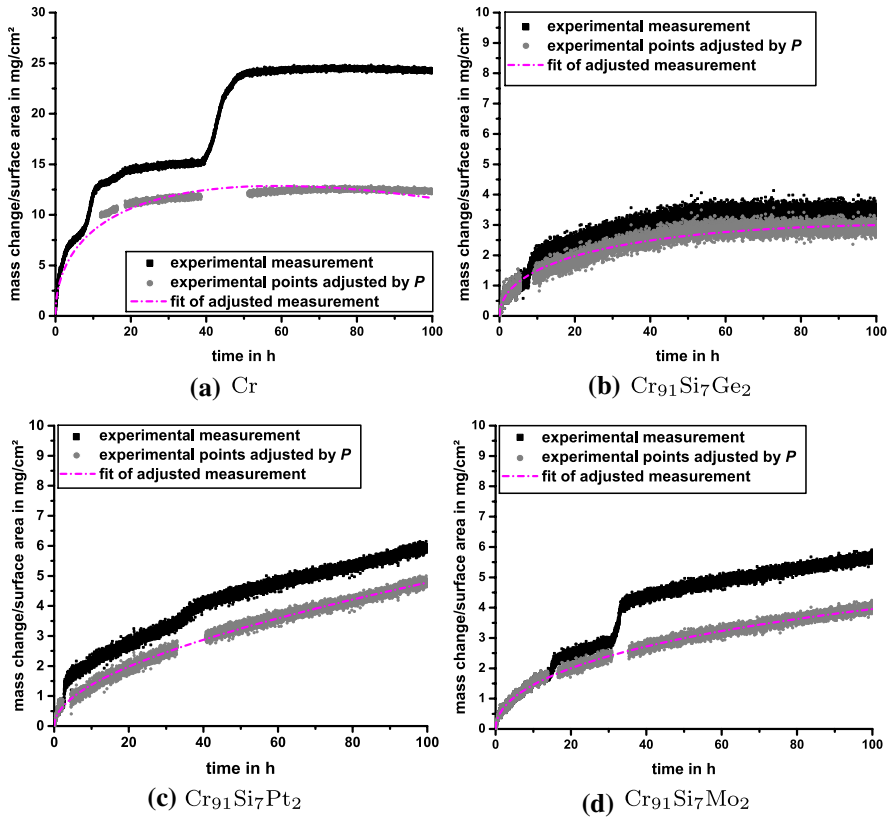 mass change/surface area in mg/cm²
30
25
20
15
10
5
0
experimental measurement
experimental points adjusted by P
fit of adjusted measurement
0 20 40 60 80 100
time in h
(a) Cr
mass change/surface area in mg/cm²
10
9
8
7
6
5
4
3
2
1
0
experimental measurement
experimental points adjusted by P
fit of adjusted measurement
0 20 40 60 80 100
time in h
(b) Cr₉₁Si₇Ge₂
mass change/surface area in mg/cm²
10
9
8
7
6
5
4
3
2
1
0
experimental measurement
experimental points adjusted by P
fit of adjusted measurement
0 20 40 60 80 100
time in h
(c) Cr₉₁Si₇Pt₂
mass change/surface area in mg/cm²
10
9
8
7
6
5
4
3
2
1
0
experimental measurement
experimental points adjusted by P
fit of adjusted measurement
0 20 40 60 80 100
time in h
(d) Cr₉₁Si₇Mo₂